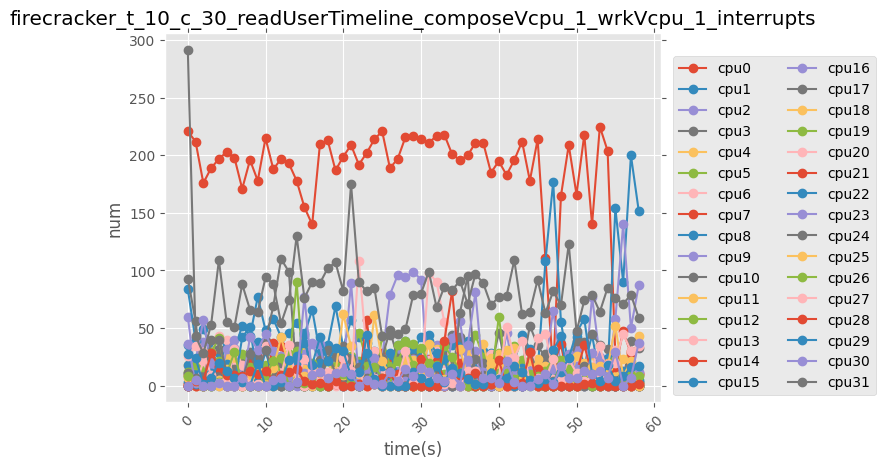 firecracker_t_10_c_30_readUserTimeline_composeVcpu_1_wrkVcpu_1_interrupts
300
250
200
150
100
50
0
num
0
10
20
30
40
50
60
time(s)
cpu0
cpu1
cpu2
cpu3
cpu4
cpu5
cpu6
cpu7
cpu8
cpu9
cpu10
cpu11
cpu12
cpu13
cpu14
cpu15
cpu16
cpu17
cpu18
cpu19
cpu20
cpu21
cpu22
cpu23
cpu24
cpu25
cpu26
cpu27
cpu28
cpu29
cpu30
cpu31